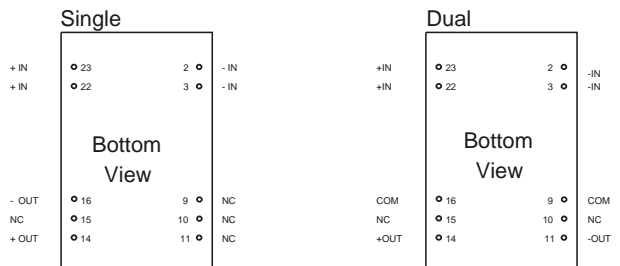 Single
+ IN 23 2 - IN
+ IN 22 3 - IN
Bottom
View
- OUT 16 9 NC
NC 15 10 NC
+ OUT 14 11 NC
Dual
+IN 23 2 -IN
+IN 22 3 -IN
Bottom
View
COM 16 9 COM
NC 15 10 NC
+OUT 14 11 -OUT